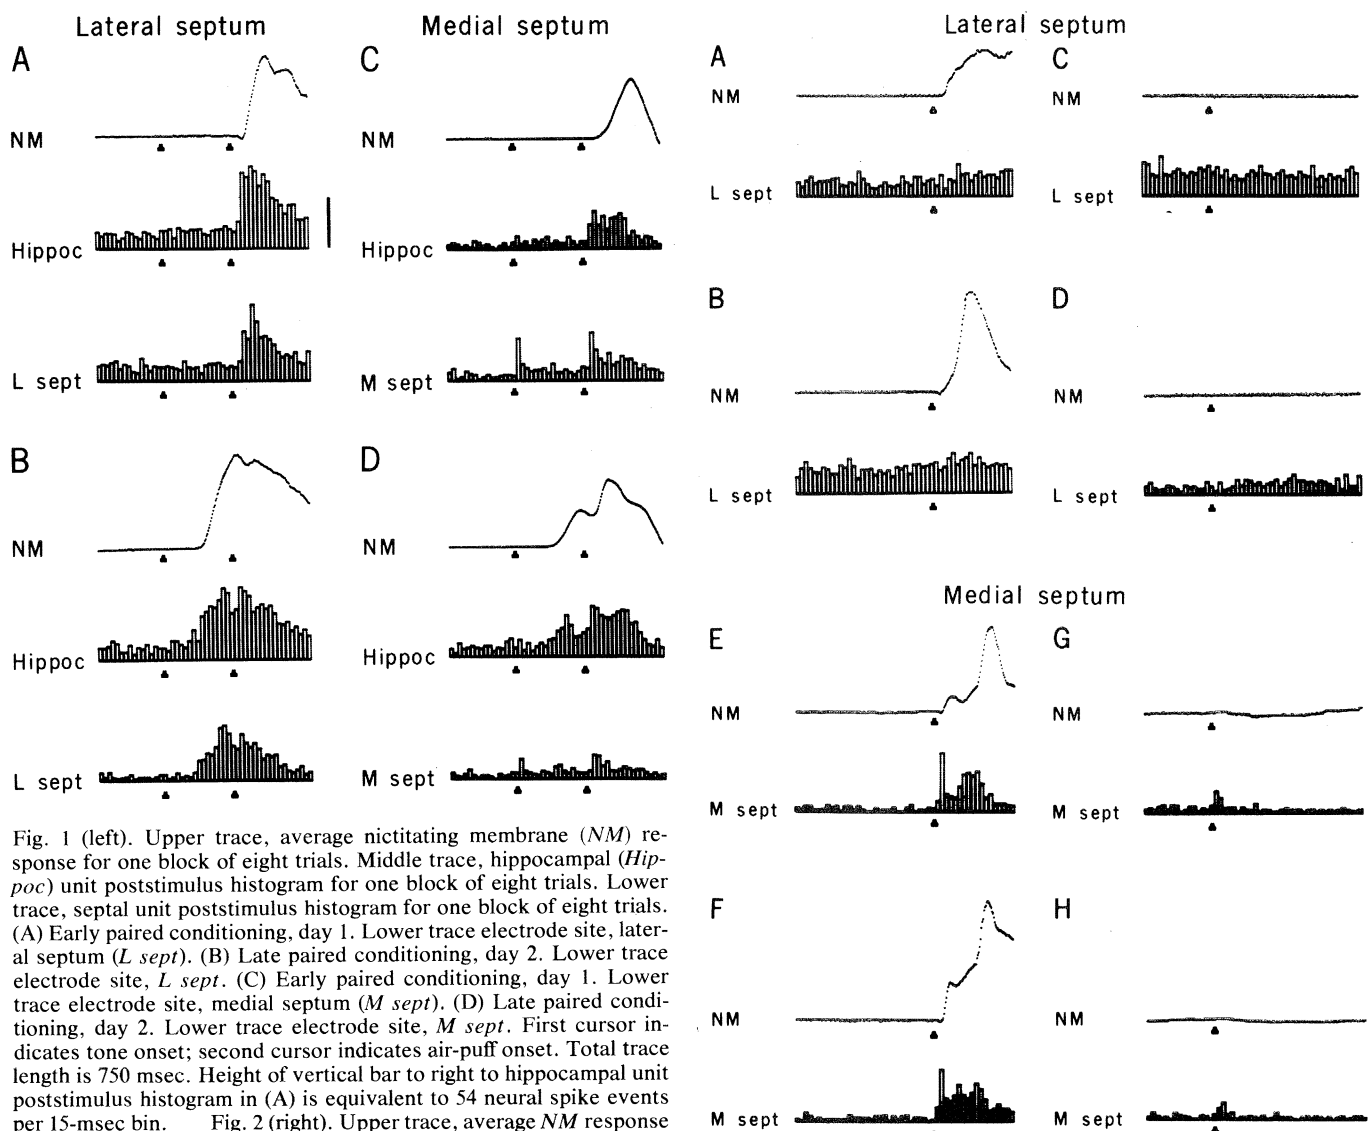 Lateral septum
Medial septum
A
NM
Hippoc
L sept
C
NM
Hippoc
M sept
B
NM
Hippoc
L sept
D
NM
Hippoc
M sept
Fig. 1 (left). Upper trace, average nictitating membrane (NM) re-
sponse for one block of eight trials. Middle trace, hippocampal (Hip-
poc) unit poststimulus histogram for one block of eight trials. Lower
trace, septal unit poststimulus histogram for one block of eight trials.
(A) Early paired conditioning, day 1. Lower trace electrode site, later-
al septum (L sept). (B) Late paired conditioning, day 2. Lower trace
electrode site, L sept. (C) Early paired conditioning, day 1. Lower
trace electrode site, medial septum (M sept). (D) Late paired condi-
tioning, day 2. Lower trace electrode site, M sept. First cursor in-
dicates tone onset; second cursor indicates air-puff onset. Total trace
length is 750 msec. Height of vertical bar to right to hippocampal unit
poststimulus histogram in (A) is equivalent to 54 neural spike events
per 15-msec bin. Fig. 2 (right). Upper trace, average NM response
Lateral septum
A
NM
L sept
C
NM
L sept
B
NM
L sept
D
NM
L sept
Medial septum
E
NM
M sept
G
NM
M sept
F
NM
M sept
H
NM
M sept